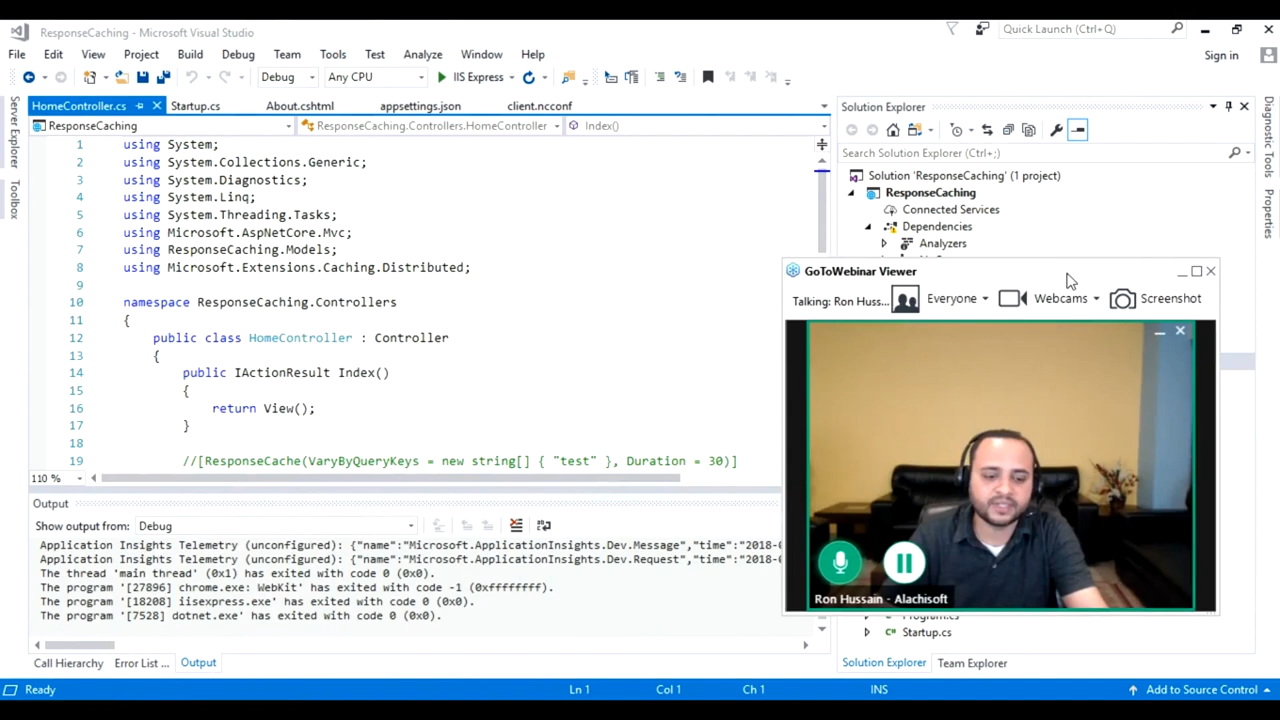 ResponseCaching - Microsoft Visual Studio
Quick Launch (Ctrl+Q)
File Edit View Project Build Debug Team Tools Test Analyze Window Help
Sign in
Debug Any CPU IIS Express
Server Explorer
Toolbox
HomeController.cs Startup.cs About.cshtml appsettings.json client.ncconf
ResponseCaching ResponseCaching.Controllers.HomeController Index()
1 using System;
2 using System.Collections.Generic;
3 using System.Diagnostics;
4 using System.Linq;
5 using System.Threading.Tasks;
6 using Microsoft.AspNetCore.Mvc;
7 using ResponseCaching.Models;
8 using Microsoft.Extensions.Caching.Distributed;
9
10 namespace ResponseCaching.Controllers
11 {
12 public class HomeController : Controller
13 {
14 public IActionResult Index()
15 {
16 return View();
17 }
18
19 //[ResponseCache(VaryByQueryKeys = new string[] { "test" }, Duration = 30)]
110 %
Output
Show output from: Debug
Application Insights Telemetry (unconfigured): {"name":"Microsoft.ApplicationInsights.Dev.Message","time":"2018-
Application Insights Telemetry (unconfigured): {"name":"Microsoft.ApplicationInsights.Dev.Request","time":"2018-
The thread 'main thread' (0x1) has exited with code 0 (0x0).
The program '[27896] chrome.exe: WebKit' has exited with code -1 (0xffffffff).
The program '[18208] iisexpress.exe' has exited with code 0 (0x0).
The program '[7528] dotnet.exe' has exited with code 0 (0x0).
Call Hierarchy Error List ... Output
Solution Explorer
Search Solution Explorer (Ctrl+;)
Solution 'ResponseCaching' (1 project)
ResponseCaching
Connected Services
Dependencies
Analyzers
GoToWebinar Viewer
Talking: Ron Huss... Everyone Webcams Screenshot
Ron Hussain - Alachisoft
Program.cs
Startup.cs
Solution Explorer Team Explorer
Diagnostic Tools
Properties
Ready Ln 1 Col 1 Ch 1 INS Add to Source Control